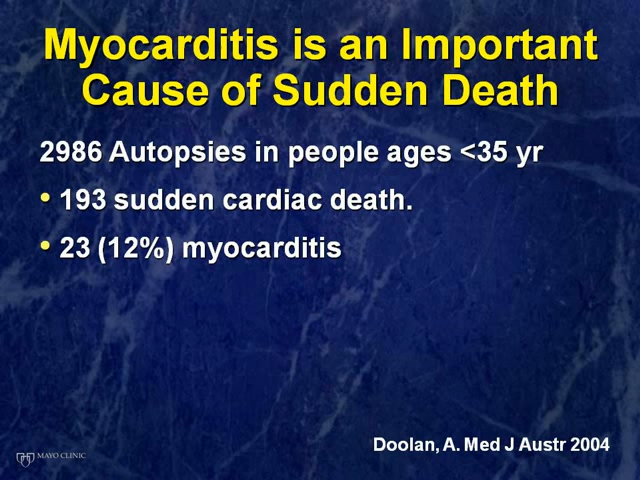 Myocarditis is an Important
Cause of Sudden Death
2986 Autopsies in people ages <35 yr
• 193 sudden cardiac death.
• 23 (12%) myocarditis
Doolan, A. Med J Austr 2004
MAYO CLINIC